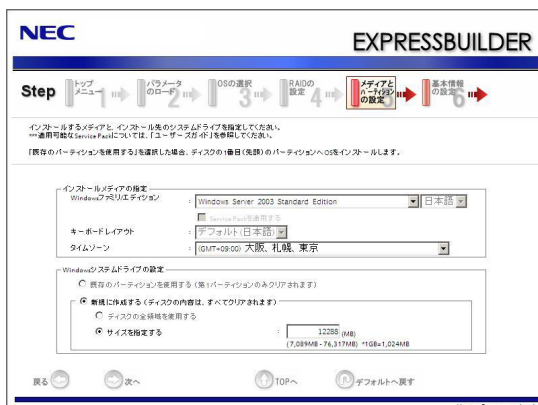 NEC
EXPRESSBUILDER
Step
トップメニュー 1
パラメータのロード 2
OSの選択 3
RAIDの設定 4
メディアとパーティションの設定 5
基本情報の設定 6
インストールするメディアと、インストール先のシステムドライブを指定してください。
***適用可能なService Packについては、「ユーザーズガイド」を参照してください。
「既存のパーティションを使用する」を選択した場合、ディスクの1番目(先頭)のパーティションへOSをインストールします。
インストールメディアの指定
Windowsファミリ/エディション : Windows Server 2003 Standard Edition 日本語
Service Packを適用する
キーボードレイアウト : デフォルト(日本語)
タイムゾーン : (GMT+09:00) 大阪、札幌、東京
Windowsシステムドライブの設定
既存のパーティションを使用する (第1パーティションのみクリアされます)
新規に作成する (ディスクの内容は、すべてクリアされます)
ディスクの全領域を使用する
サイズを指定する : 12288 (MB)
(7,089MB - 76,317MB) *1GB=1,024MB
戻る 次へ TOPへ デフォルトへ戻す